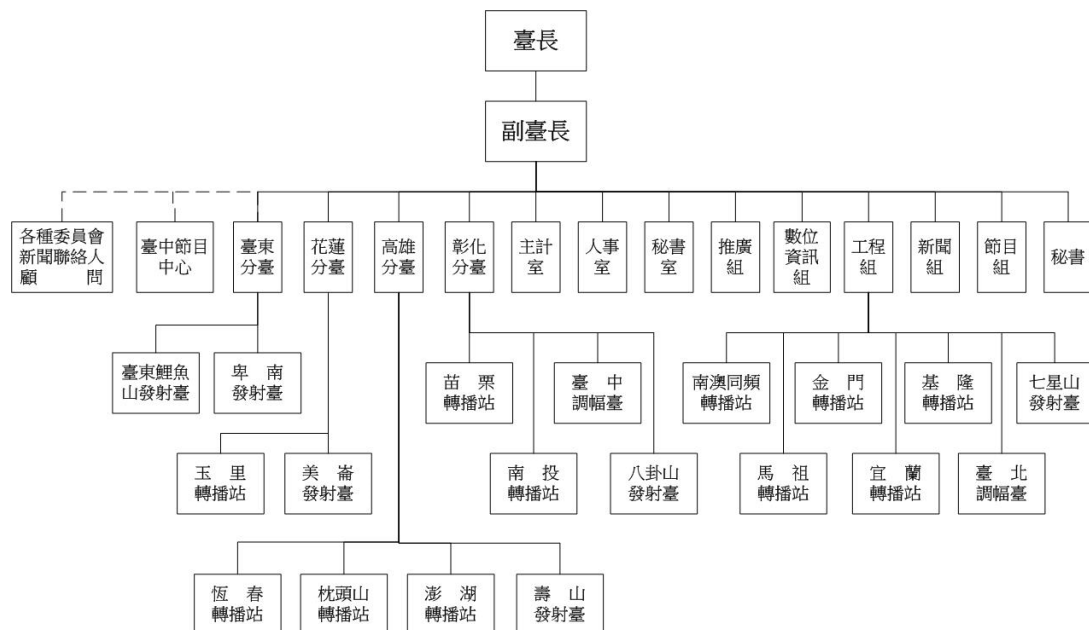 臺長
副臺長
各種委員會
新聞聯絡人
顧　　　問
臺中節目
中心
臺東
分臺
花蓮
分臺
高雄
分臺
彰化
分臺
主計
室
人事
室
秘書
室
推廣
組
數位
資訊
組
工程
組
新聞
組
節目
組
秘書
臺東鯉魚
山發射臺
卑　南
發射臺
苗　栗
轉播站
臺　中
調幅臺
南澳同頻
轉播站
金　門
轉播站
基　隆
轉播站
七星山
發射臺
玉　里
轉播站
美　崙
發射臺
南　投
轉播站
八卦山
發射臺
馬　祖
轉播站
宜　蘭
轉播站
臺　北
調幅臺
恆　春
轉播站
枕頭山
轉播站
澎　湖
轉播站
壽　山
發射臺